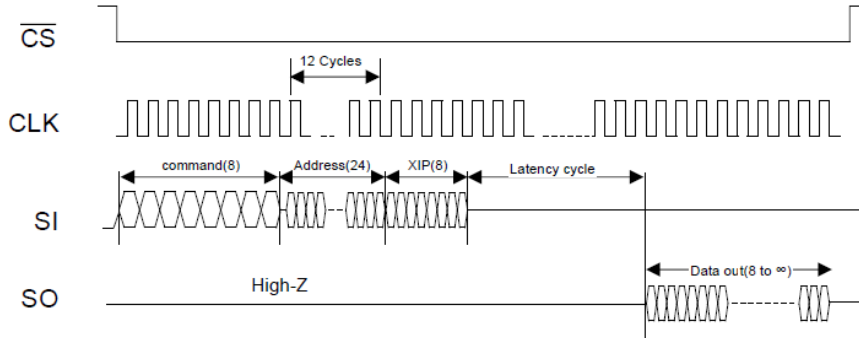 CS
12 Cycles
CLK
command(8)
Address(24)
XIP(8)
Latency cycle
SI
Data out(8 to ∞)
High-Z
SO